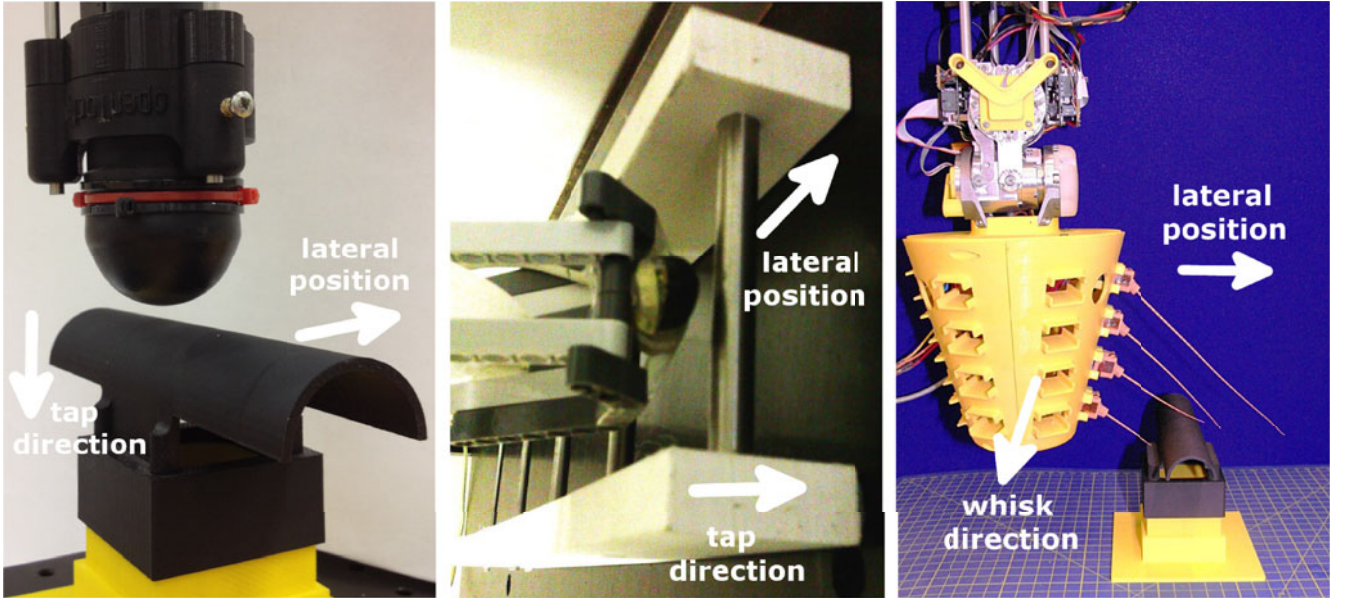 lateral
position
tap
direction
lateral
position
tap
direction
lateral
position
whisk
direction